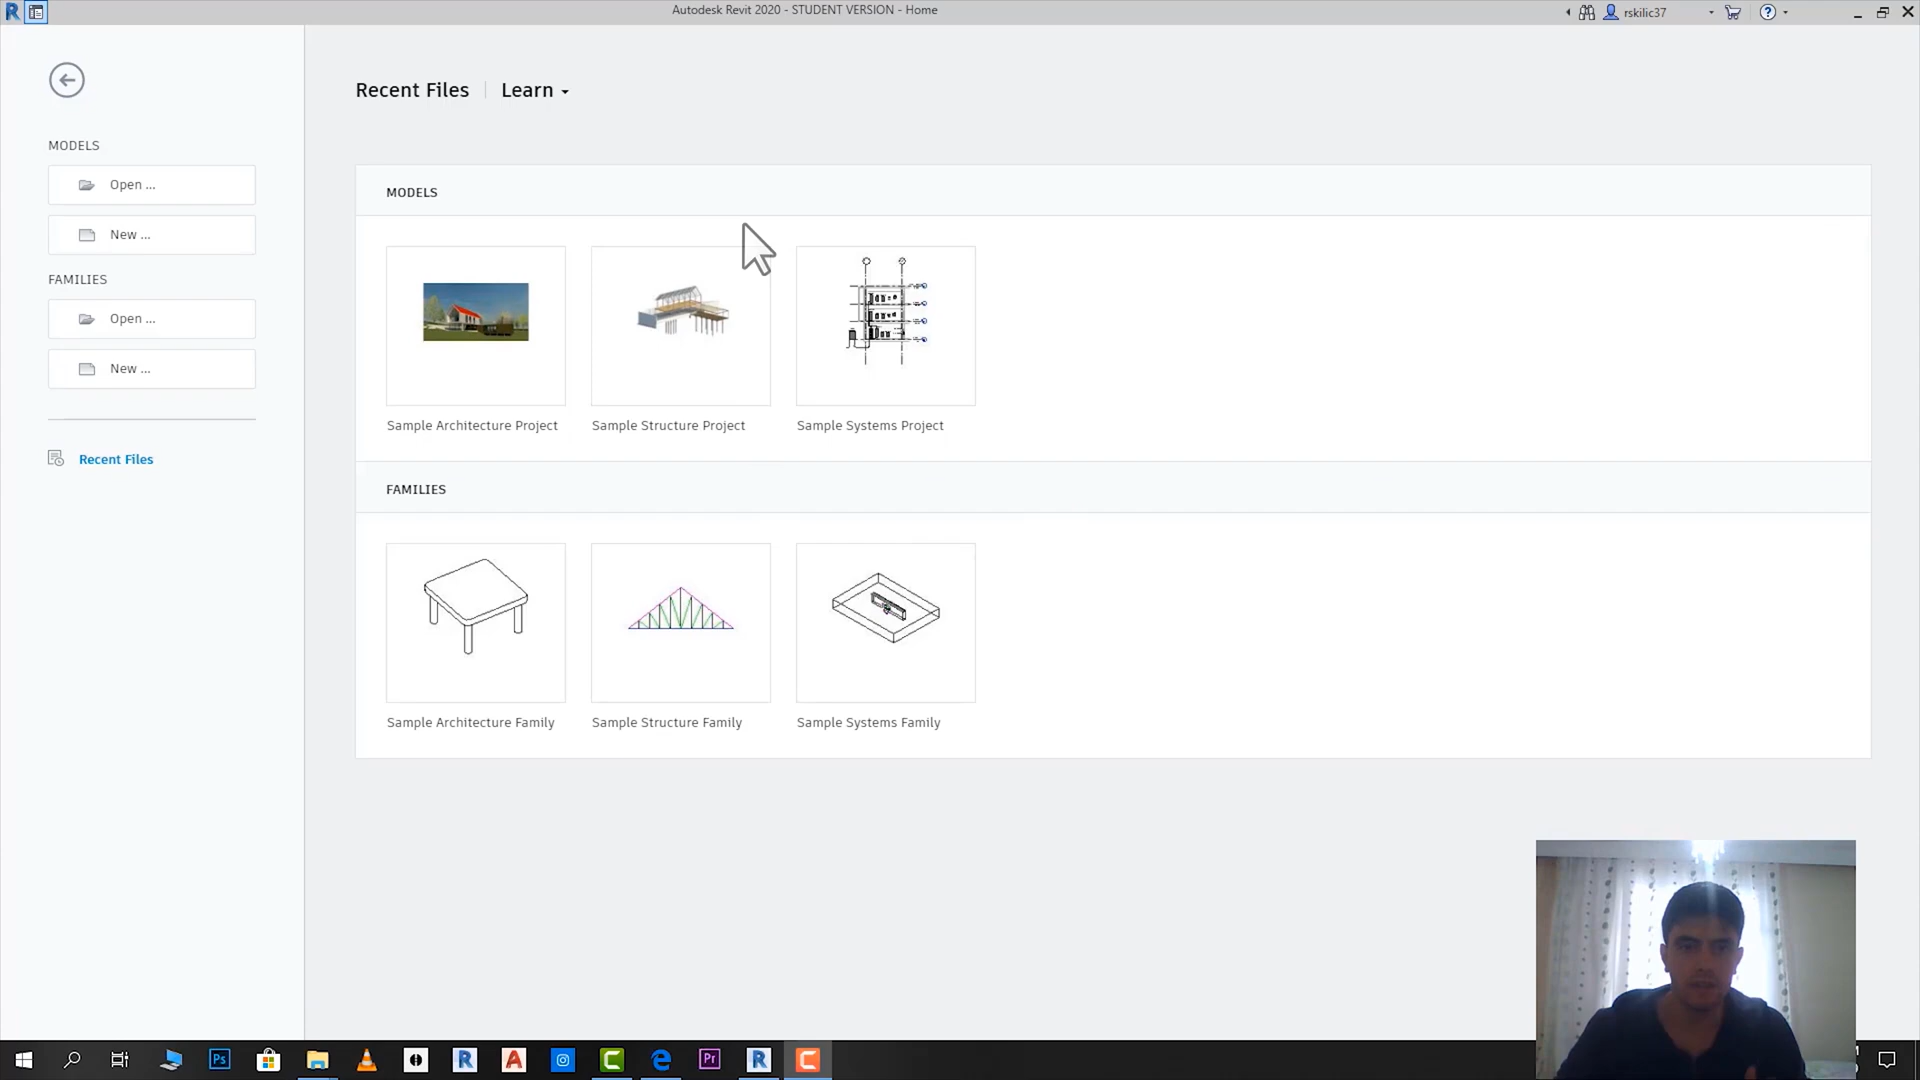 Autodesk Revit 2020 - STUDENT VERSION - Home
rskilic37
Recent Files
Learn
MODELS
Open ...
New ...
FAMILIES
Open ...
New ...
Recent Files
MODELS
Sample Architecture Project
Sample Structure Project
Sample Systems Project
FAMILIES
Sample Architecture Family
Sample Structure Family
Sample Systems Family